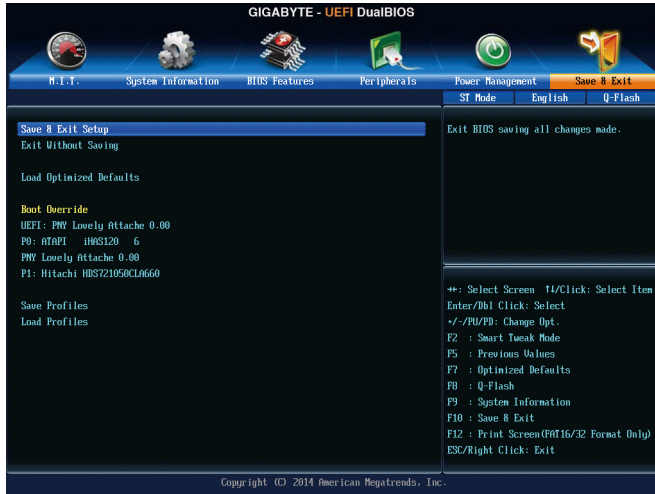 GIGABYTE - UEFI DualBIOS
M.I.T.
System Information
BIOS Features
Peripherals
Power Management
Save & Exit
ST Mode
English
Q-Flash
Save & Exit Setup
Exit Without Saving
Load Optimized Defaults
Boot Override
UEFI: PNY Lovely Attache 0.00
P0: ATAPI iHAS120 6
PNY Lovely Attache 0.00
P1: Hitachi HDS721050CLA660
Save Profiles
Load Profiles
Exit BIOS saving all changes made.
→←: Select Screen ↑↓/Click: Select Item
Enter/Dbl Click: Select
+/-/PU/PD: Change Opt.
F2 : Smart Tweak Mode
F5 : Previous Values
F7 : Optimized Defaults
F8 : Q-Flash
F9 : System Information
F10 : Save & Exit
F12 : Print Screen(FAT16/32 Format Only)
ESC/Right Click: Exit
Copyright (C) 2014 American Megatrends, Inc.